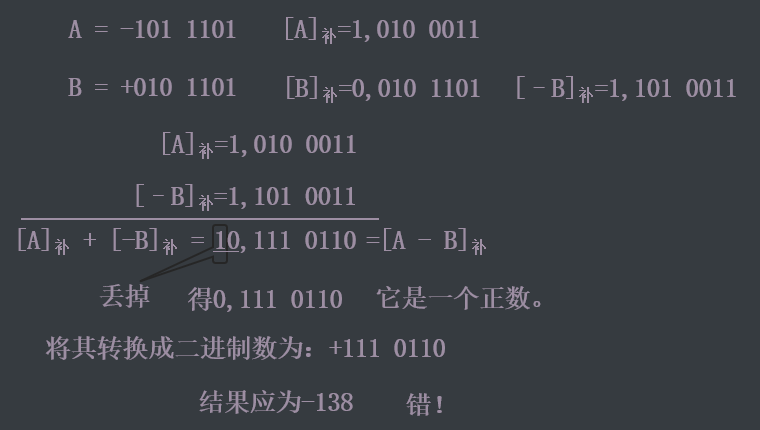 A = -101 1101 [A]补=1,010 0011
B = +010 1101 [B]补=0,010 1101 [-B]补=1,101 0011
[A]补=1,010 0011
[-B]补=1,101 0011
[A]补 + [-B]补 = 10,111 0110 =[A - B]补
丢掉 得0,111 0110 它是一个正数。
将其转换成二进制数为：+111 0110
结果应为-138 错！